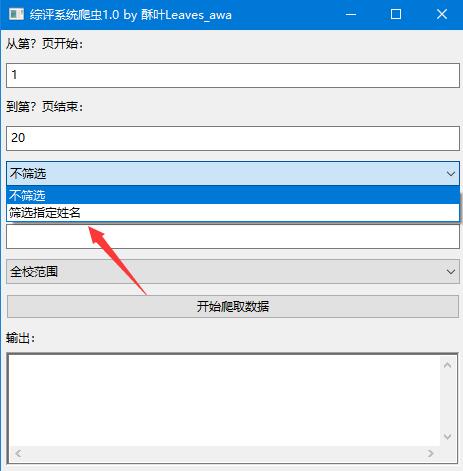 综评系统爬虫1.0 by 酥叶Leaves_awa
从第？页开始：
1
到第？页结束：
20
不筛选
不筛选
筛选指定姓名
全校范围
开始爬取数据
输出：